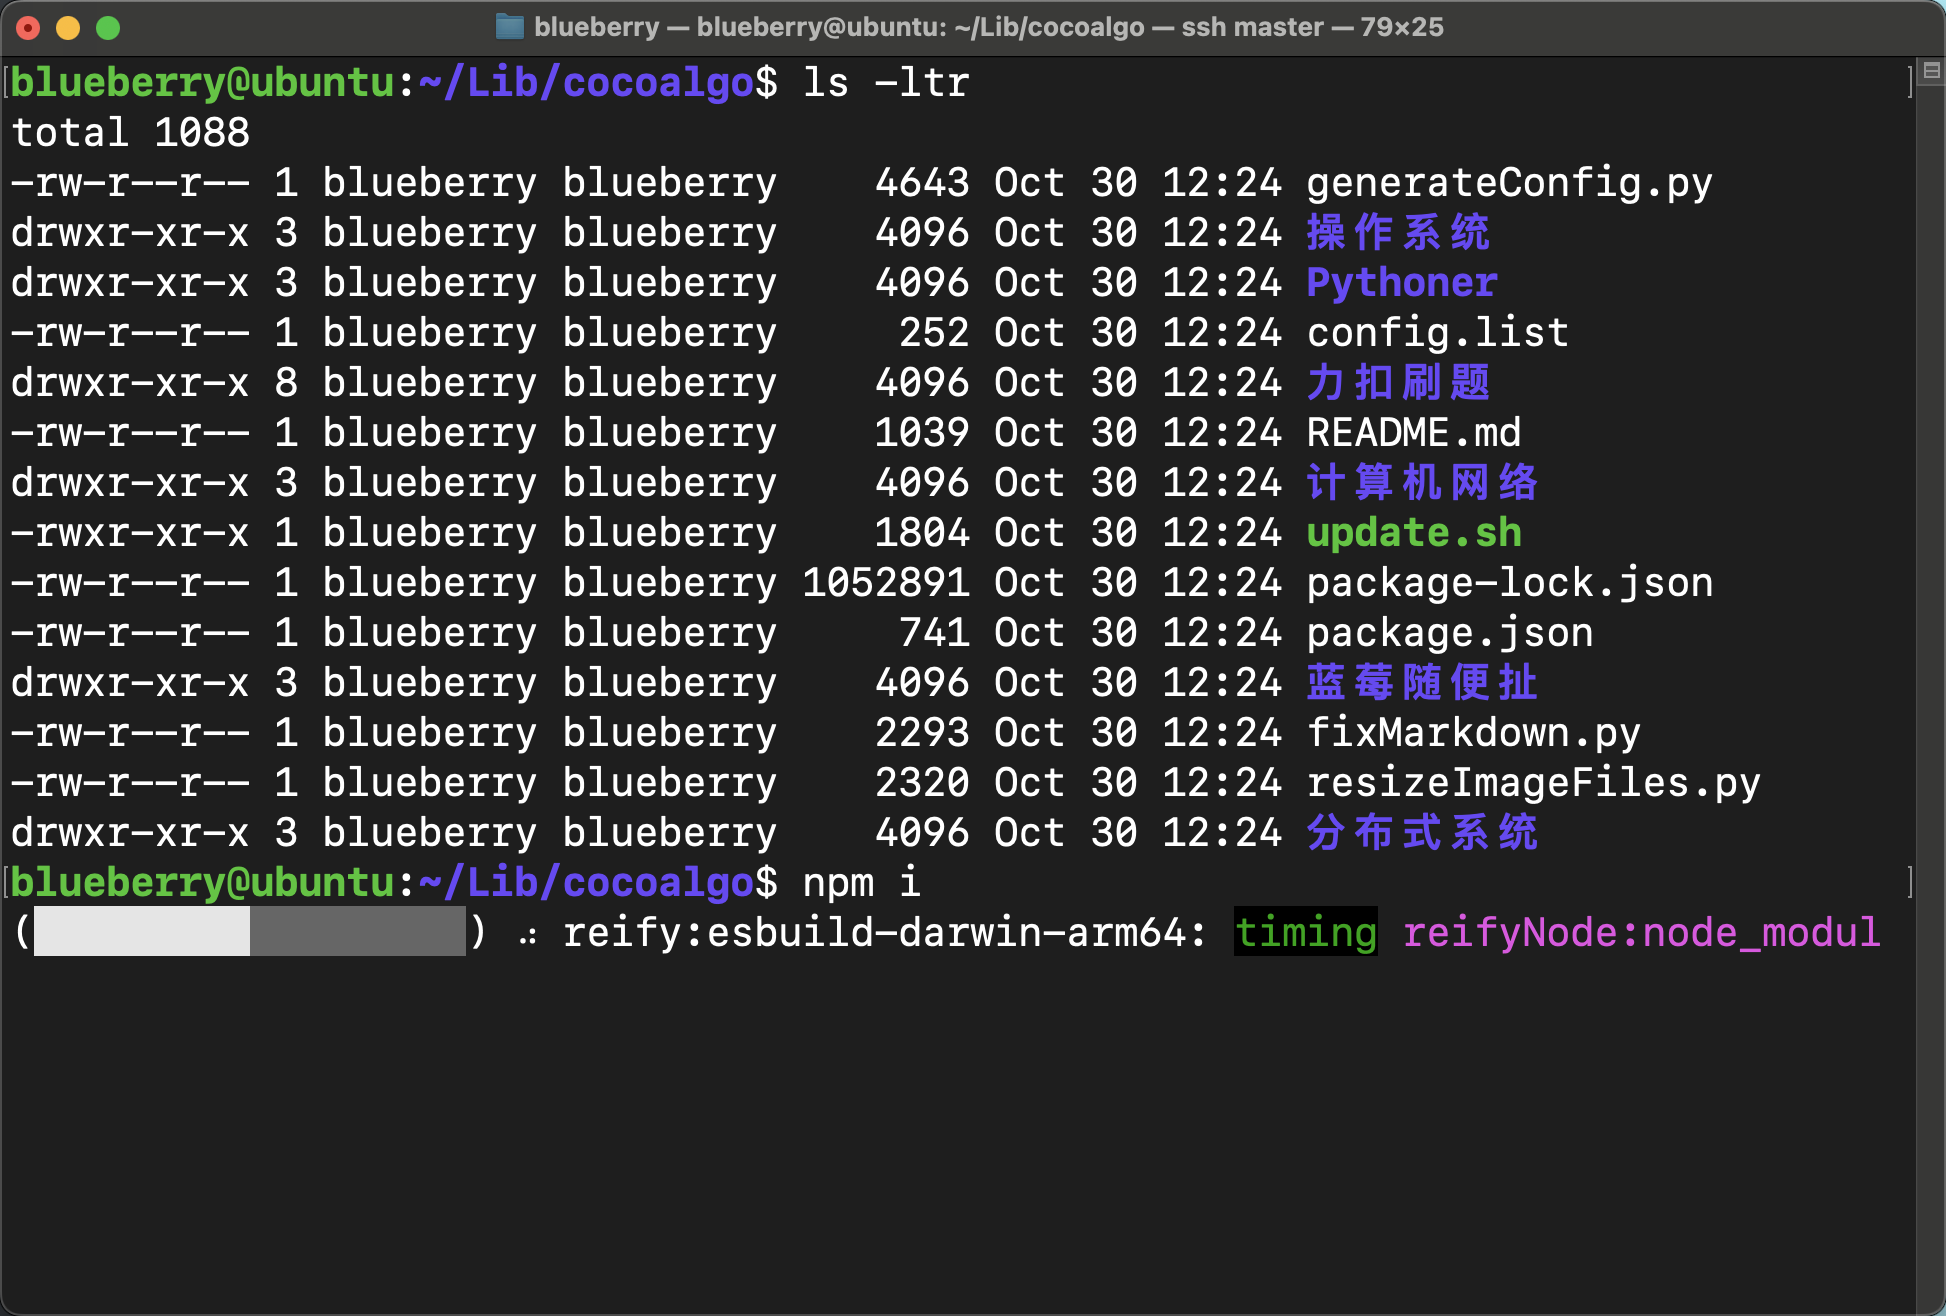 blueberry — blueberry@ubuntu: ~/Lib/cocoalgo — ssh master — 79×25
blueberry@ubuntu:~/Lib/cocoalgo$ ls -ltr
total 1088
-rw-r--r-- 1 blueberry blueberry    4643 Oct 30 12:24 generateConfig.py
drwxr-xr-x 3 blueberry blueberry    4096 Oct 30 12:24 操作系统
drwxr-xr-x 3 blueberry blueberry    4096 Oct 30 12:24 Pythoner
-rw-r--r-- 1 blueberry blueberry     252 Oct 30 12:24 config.list
drwxr-xr-x 8 blueberry blueberry    4096 Oct 30 12:24 力扣刷题
-rw-r--r-- 1 blueberry blueberry    1039 Oct 30 12:24 README.md
drwxr-xr-x 3 blueberry blueberry    4096 Oct 30 12:24 计算机网络
-rwxr-xr-x 1 blueberry blueberry    1804 Oct 30 12:24 update.sh
-rw-r--r-- 1 blueberry blueberry 1052891 Oct 30 12:24 package-lock.json
-rw-r--r-- 1 blueberry blueberry     741 Oct 30 12:24 package.json
drwxr-xr-x 3 blueberry blueberry    4096 Oct 30 12:24 蓝莓随便扯
-rw-r--r-- 1 blueberry blueberry    2293 Oct 30 12:24 fixMarkdown.py
-rw-r--r-- 1 blueberry blueberry    2320 Oct 30 12:24 resizeImageFiles.py
drwxr-xr-x 3 blueberry blueberry    4096 Oct 30 12:24 分布式系统
blueberry@ubuntu:~/Lib/cocoalgo$ npm i
(                  ) ⠴ reify:esbuild-darwin-arm64: timing reifyNode:node_modul